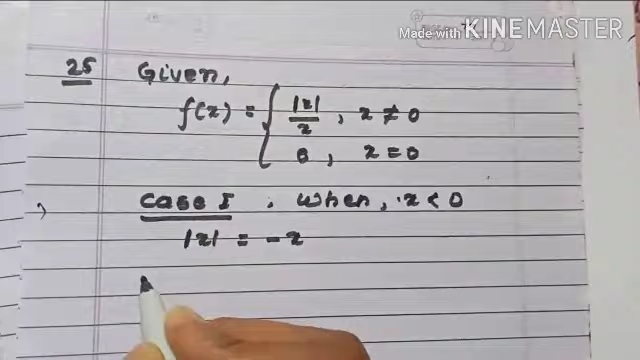 Made with KINEMASTER
25 Given,
f(x) = { |x|/x , x ≠ 0
0 , x = 0
→ Case I : when, x < 0
|x| = -x